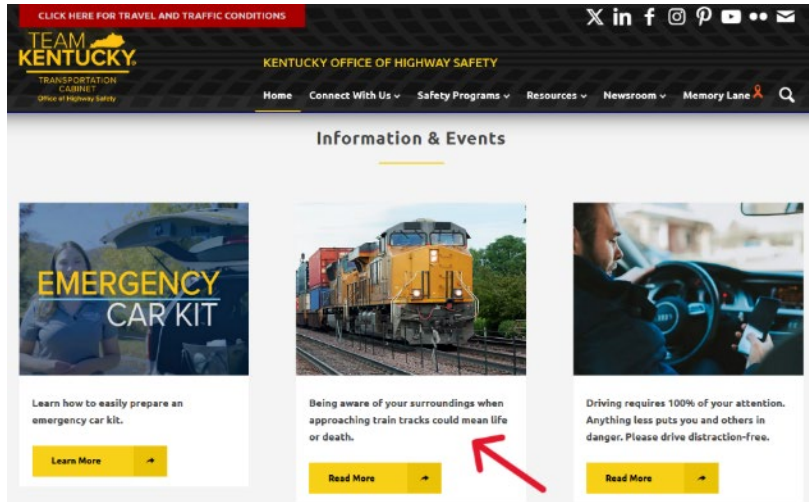 CLICK HERE FOR TRAVEL AND TRAFFIC CONDITIONS
TEAM
KENTUCKY®
TRANSPORTATION
CABINET
Office of Highway Safety
KENTUCKY OFFICE OF HIGHWAY SAFETY
Home Connect With Us Safety Programs Resources Newsroom Memory Lane
Information & Events
EMERGENCY
CAR KIT
Learn how to easily prepare an
emergency car kit.
Learn More
Being aware of your surroundings when
approaching train tracks could mean life
or death.
Read More
Driving requires 100% of your attention.
Anything less puts you and others in
danger. Please drive distraction-free.
Read More